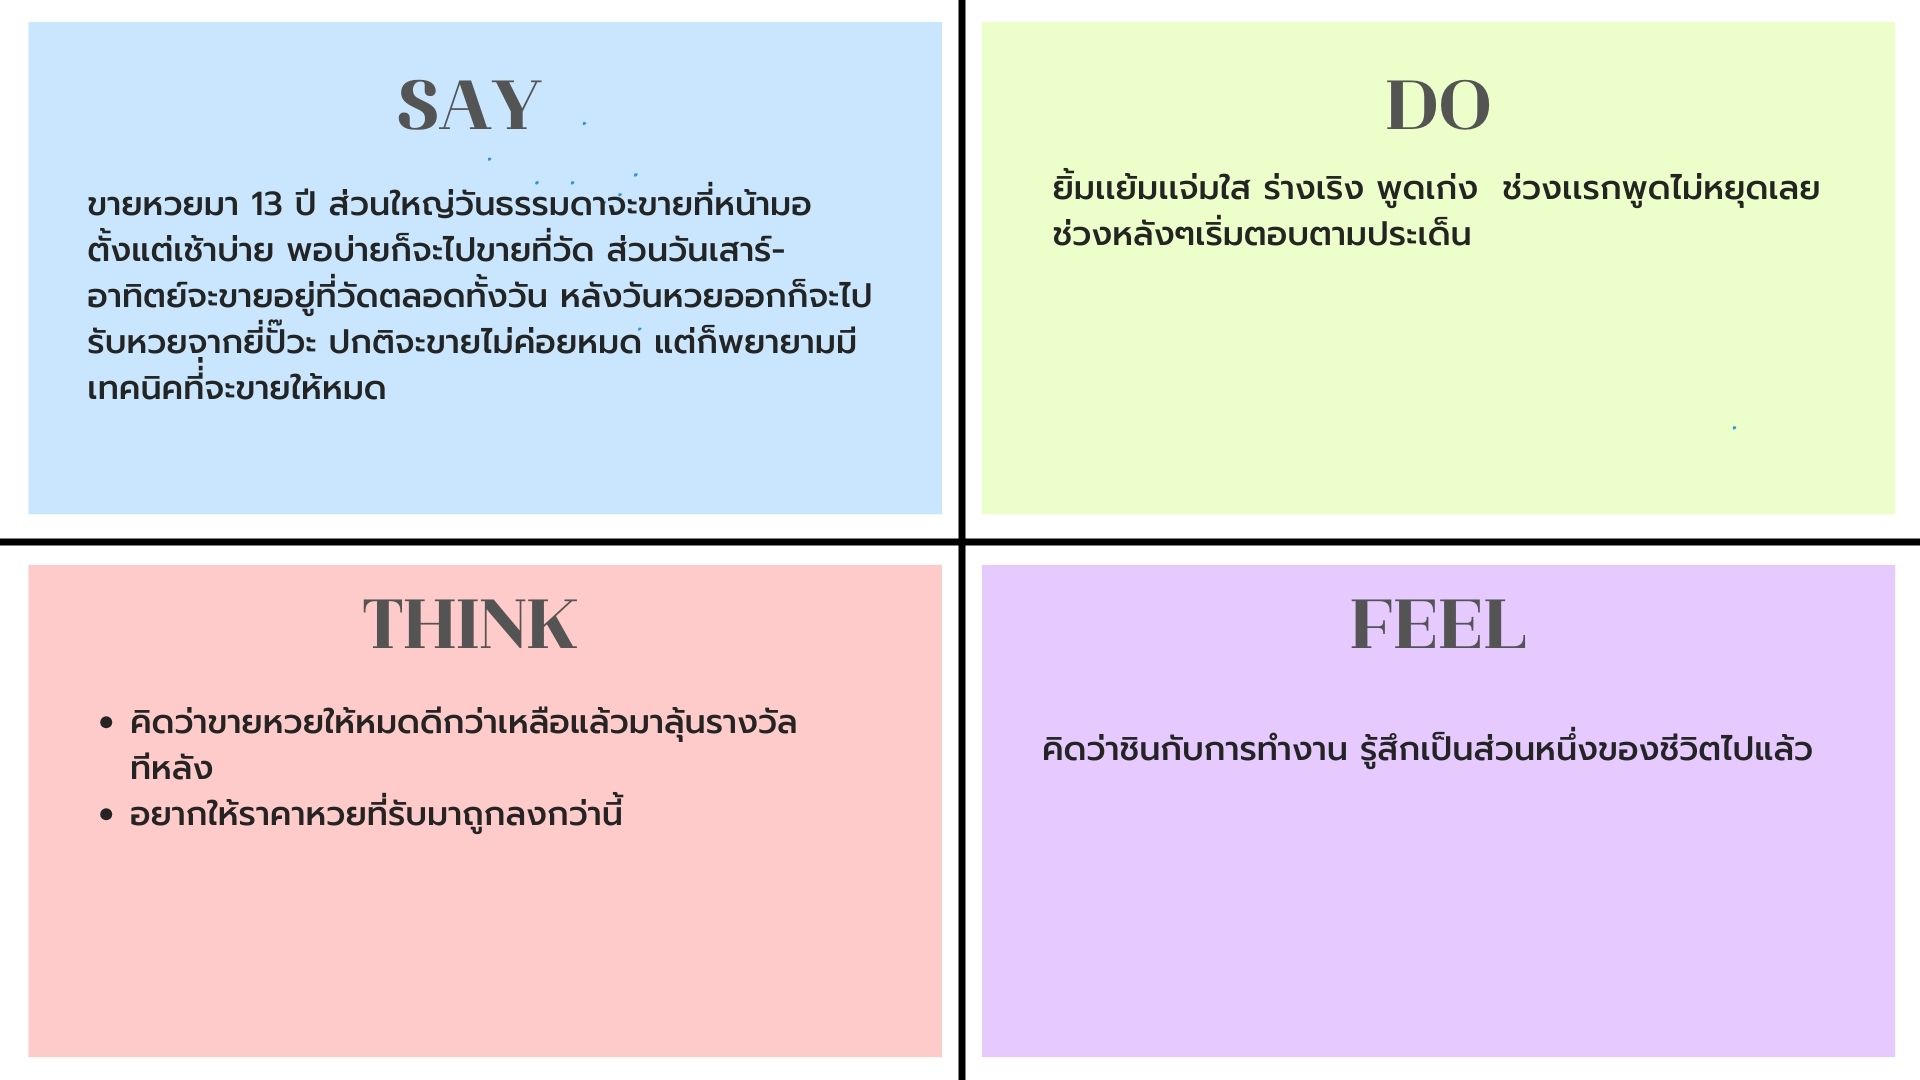 SAY
ขายหวยมา 13 ปี ส่วนใหญ่วันธรรมดาจะขายที่หน้ามอ
ตั้งแต่เช้าบ่าย พอบ่ายก็จะไปขายที่วัด ส่วนวันเสาร์-
อาทิตย์จะขายอยู่ที่วัดตลอดทั้งวัน หลังวันหวยออกก็จะไป
รับหวยจากยี่ปั๊วะ ปกติจะขายไม่ค่อยหมด แต่ก็พยายามมี
เทคนิคที่่จะขายให้หมด
DO
ยิ้มแย้มแจ่มใส ร่างเริง พูดเก่ง  ช่วงแรกพูดไม่หยุดเลย
ช่วงหลังๆเริ่มตอบตามประเด็น
THINK
• คิดว่าขายหวยให้หมดดีกว่าเหลือแล้วมาลุ้นรางวัล
ทีหลัง
• อยากให้ราคาหวยที่รับมาถูกลงกว่านี้
FEEL
คิดว่าชินกับการทำงาน รู้สึกเป็นส่วนหนึ่งของชีวิตไปแล้ว